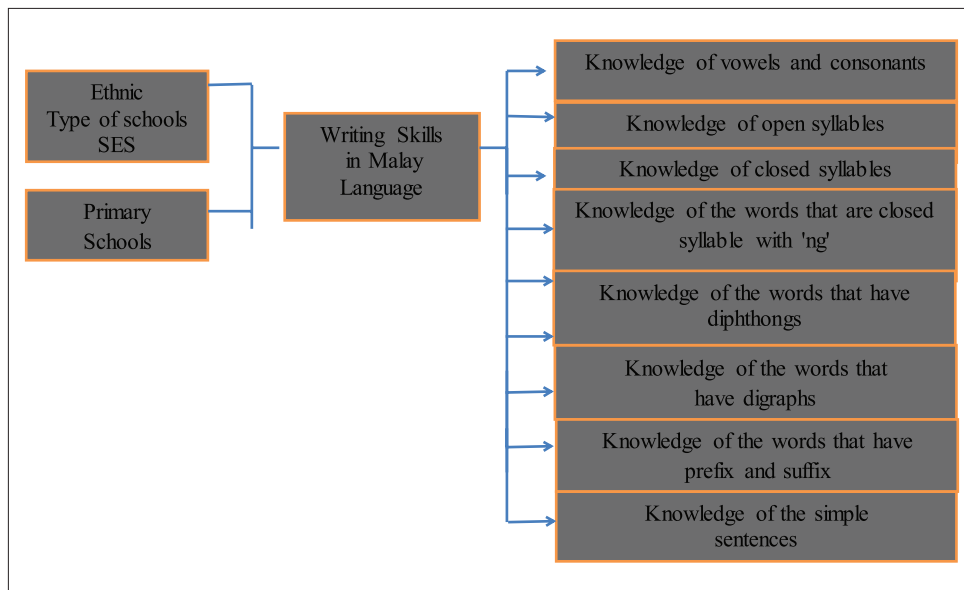 Ethnic
Type of schools
SES
Primary
Schools
Writing Skills
in Malay
Language
Knowledge of vowels and consonants
Knowledge of open syllables
Knowledge of closed syllables
Knowledge of the words that are closed
syllable with 'ng'
Knowledge of the words that have
diphthongs
Knowledge of the words that
have digraphs
Knowledge of the words that have
prefix and suffix
Knowledge of the simple
sentences